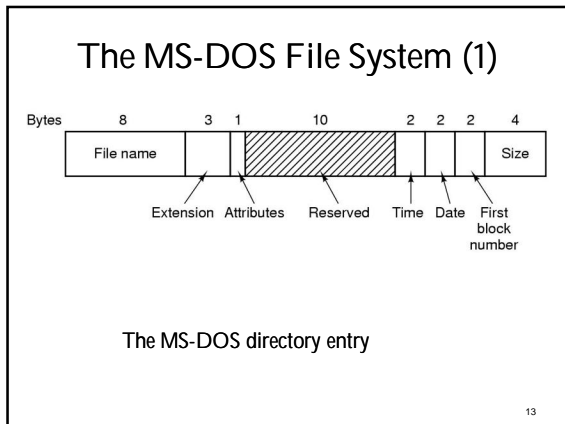 The MS-DOS File System (1)
Bytes 8 3 1 10 2 2 2 4
File name Size
Extension Attributes Reserved Time Date First
block
number
The MS-DOS directory entry
13